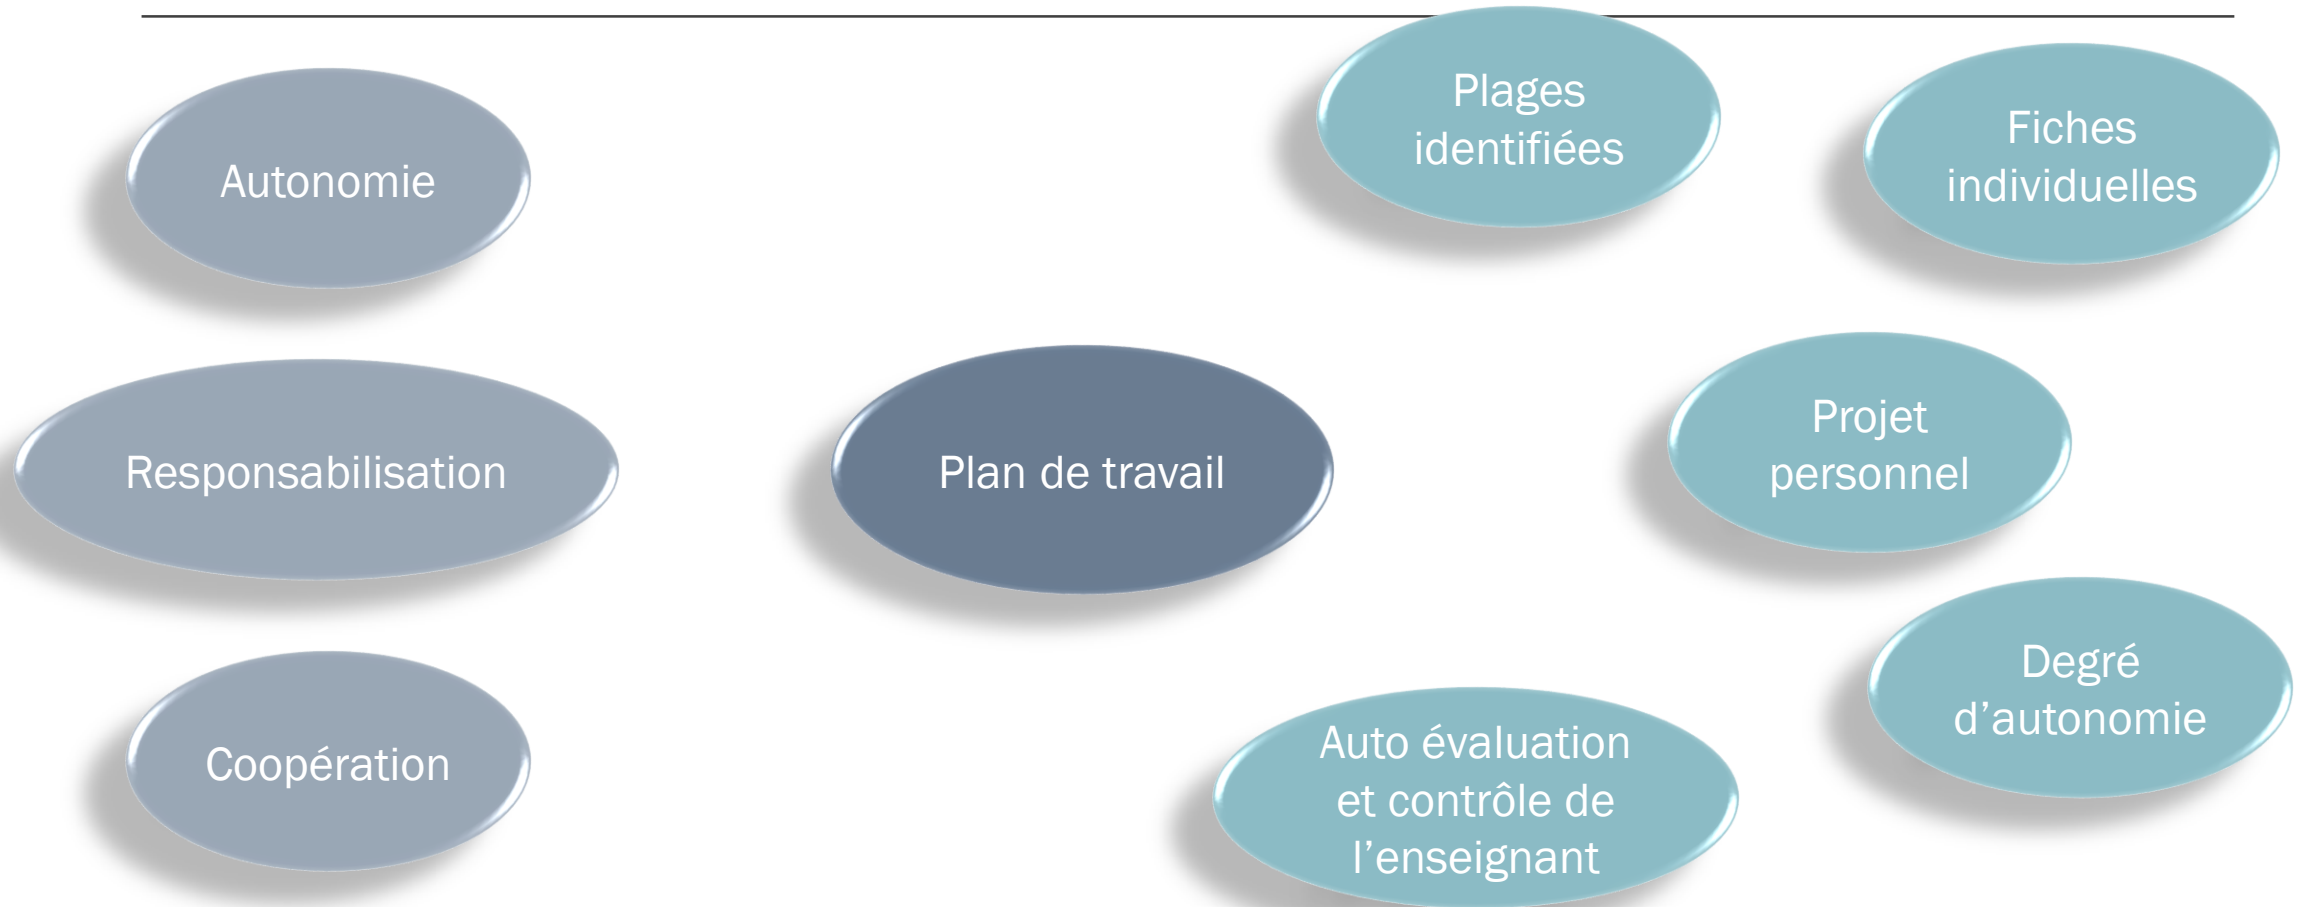 Autonomie
Responsabilisation
Coopération
Plan de travail
Plages
identifiées
Fiches
individuelles
Projet
personnel
Degré
d’autonomie
Auto évaluation
et contrôle de
l’enseignant